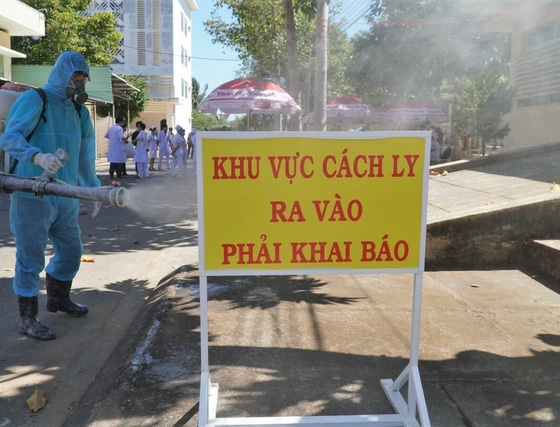 KHU VỰC CÁCH LY
RA VÀO
PHẢI KHAI BÁO